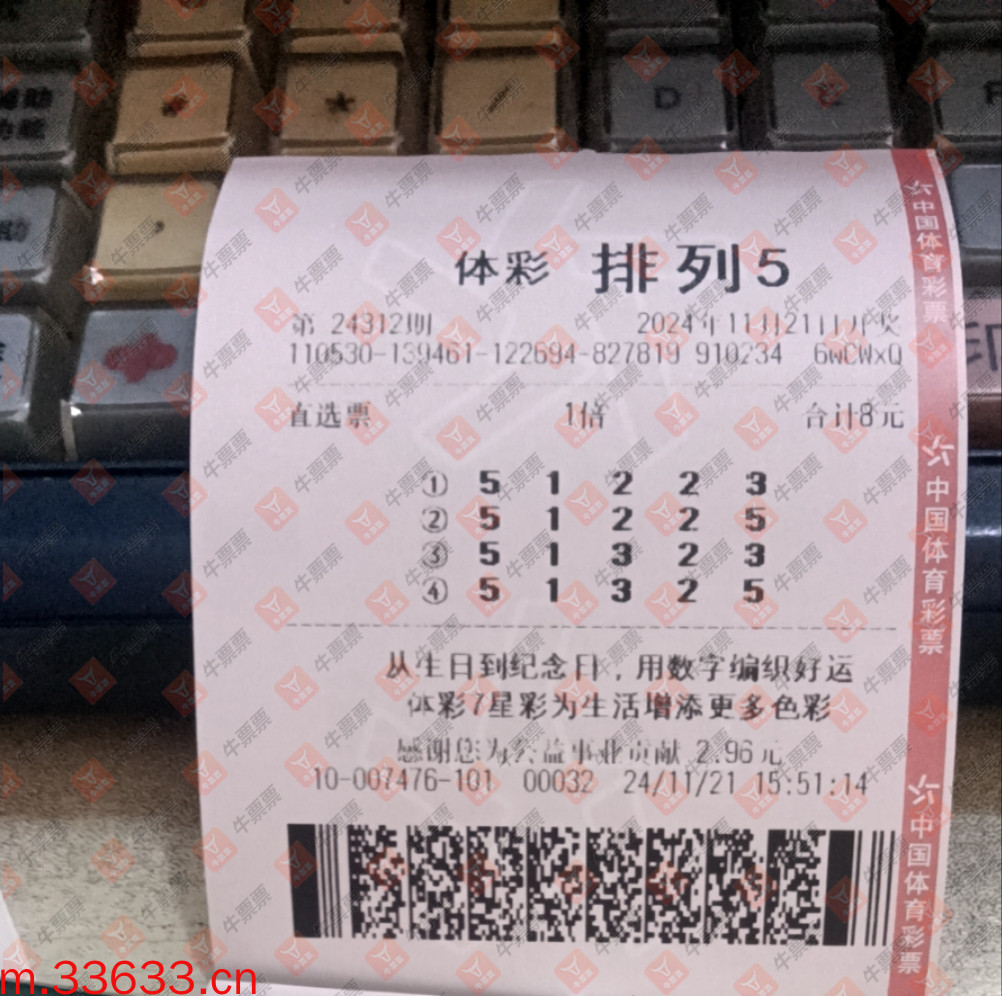 体彩 排列5
第 24312期 2024年11月21日开奖
110530-139461-122694-827819 910234 6wCWxQ
直选票 1倍 合计8元
① 5 1 2 2 3
② 5 1 2 2 5
③ 5 1 3 2 3
④ 5 1 3 2 5
从生日到纪念日，用数字编织好运
体彩7星彩为生活增添更多色彩
感谢您为公益事业贡献 2.96元
10-007476-101 00032 24/11/21 15:51:14
中国体育彩票
中国体育彩票
中国体育彩票
D
印
牛票票
m.33633.cn